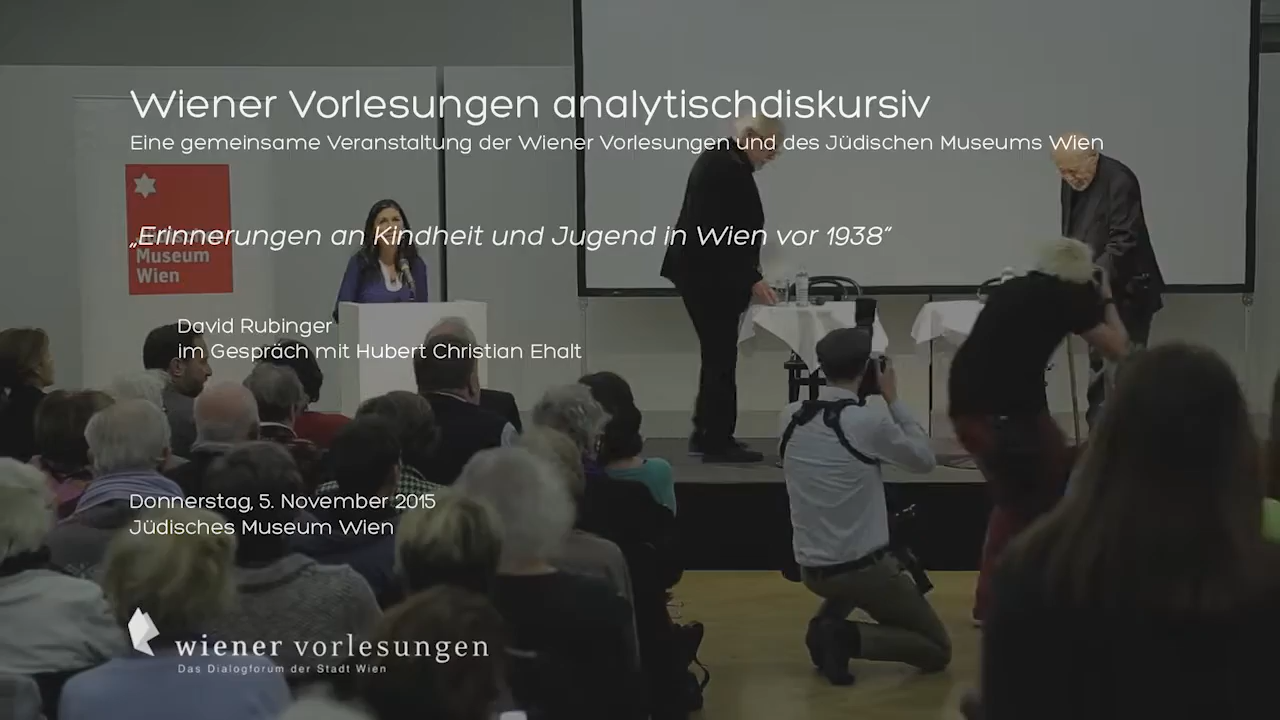 Wiener Vorlesungen analytischdiskursiv
Eine gemeinsame Veranstaltung der Wiener Vorlesungen und des Jüdischen Museums Wien
„Erinnerungen an Kindheit und Jugend in Wien vor 1938“
Jüdisches
Museum
Wien
David Rubinger
im Gespräch mit Hubert Christian Ehalt
Donnerstag, 5. November 2015
Jüdisches Museum Wien
wiener vorlesungen
Das Dialogforum der Stadt Wien